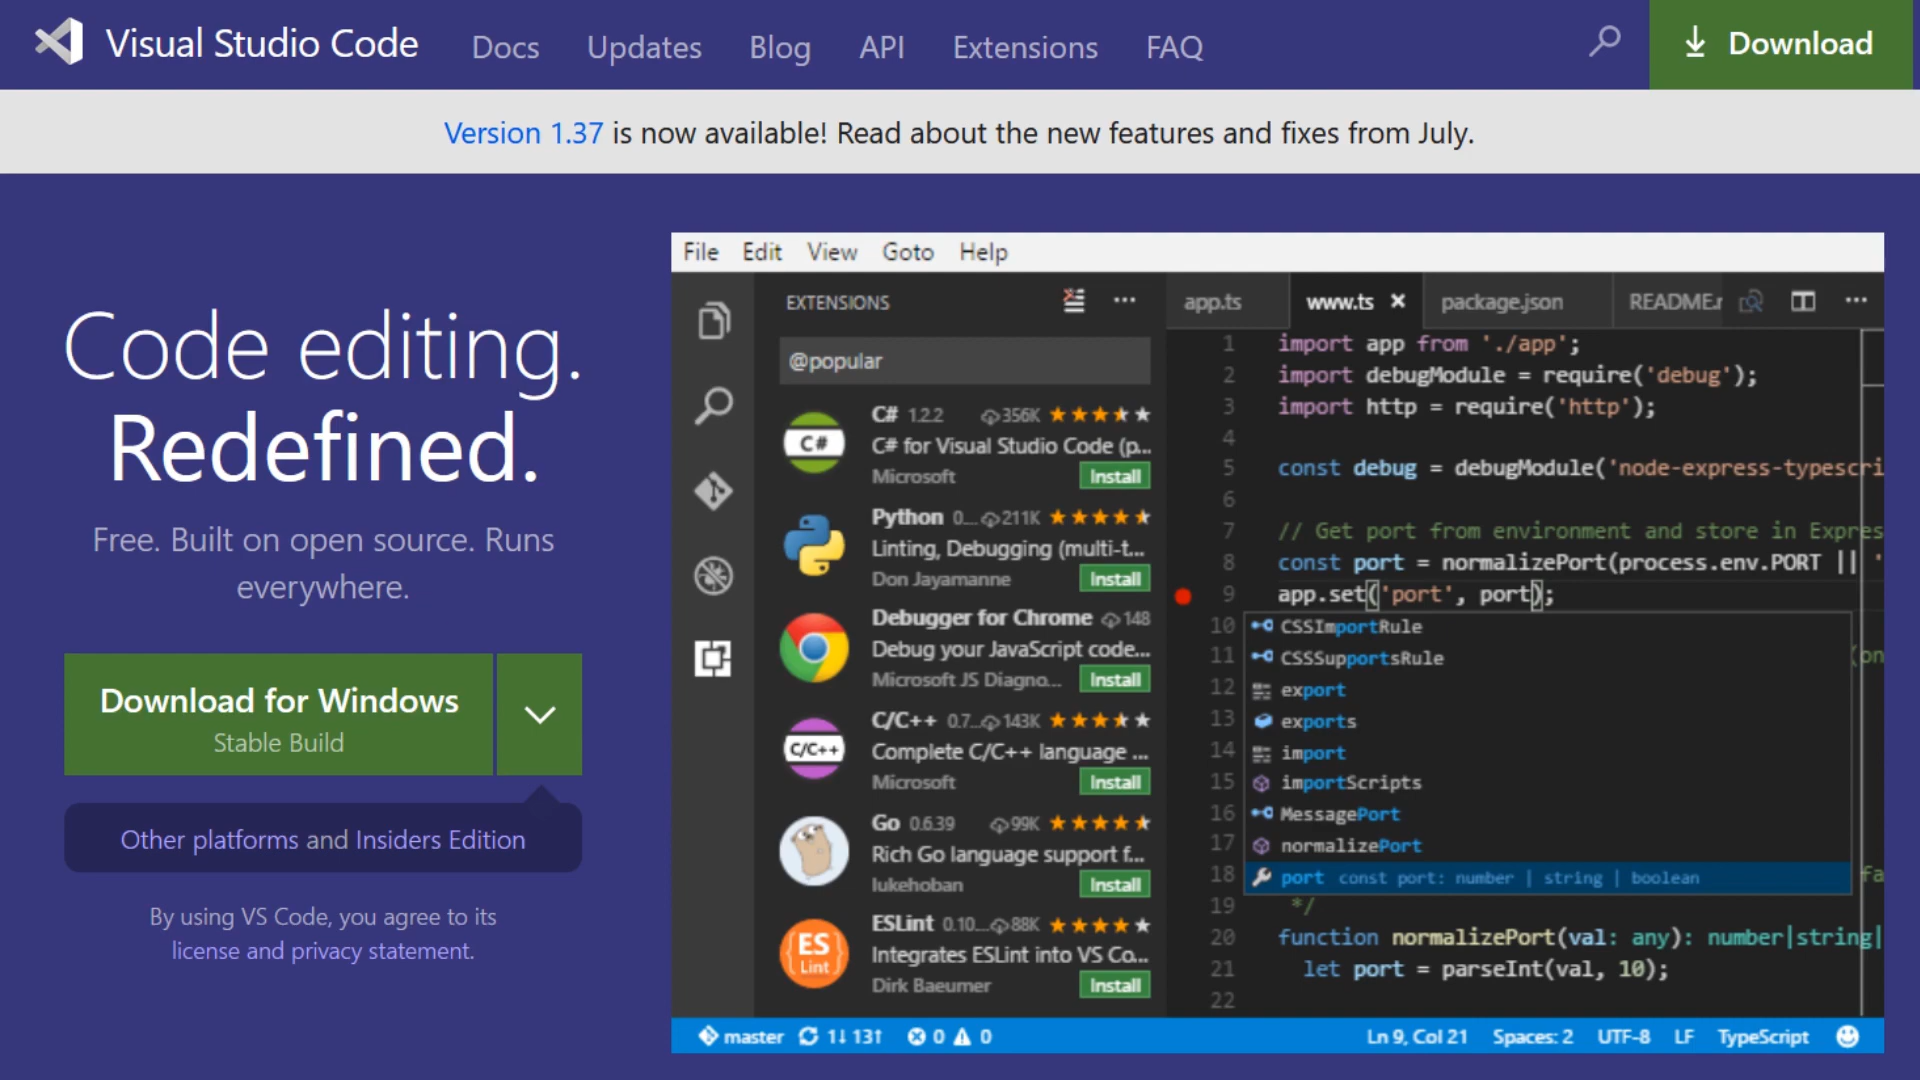 Visual Studio Code Docs Updates Blog API Extensions FAQ Download
Version 1.37 is now available! Read about the new features and fixes from July.
Code editing.
Redefined.
Free. Built on open source. Runs
everywhere.
Download for Windows
Stable Build
Other platforms and Insiders Edition
By using VS Code, you agree to its
license and privacy statement.
File Edit View Goto Help
EXTENSIONS
@popular
C# 1.2.2 356K
C# for Visual Studio Code (p...
Microsoft Install
C#
Python 0.... 211K
Linting, Debugging (multi-t...
Don Jayamanne Install
Debugger for Chrome 148
Debug your JavaScript code...
Microsoft JS Diagno... Install
C/C++ 0.7... 143K
Complete C/C++ language ...
Microsoft Install
C/C++
Go 0.6.39 99K
Rich Go language support f...
lukehoban Install
ESLint 0.10... 88K
Integrates ESLint into VS Co...
Dirk Baeumer Install
ES
Lint
app.ts www.ts package.json README.
1 import app from './app';
2 import debugModule = require('debug');
3 import http = require('http');
4
5 const debug = debugModule('node-express-typescri
6
7 // Get port from environment and store in Expres
8 const port = normalizePort(process.env.PORT || '
9 app.set('port', port);
10 CSSImportRule
11 CSSSupportsRule (on
12 export
13 exports
14 import
15 importScripts
16 MessagePort
17 normalizePort
18 port const port: number | string | boolean fa
19 */
20 function normalizePort(val: any): number|string|
21 let port = parseInt(val, 10);
22
master 1↓ 13↑ 0 0 Ln 9, Col 21 Spaces: 2 UTF-8 LF TypeScript